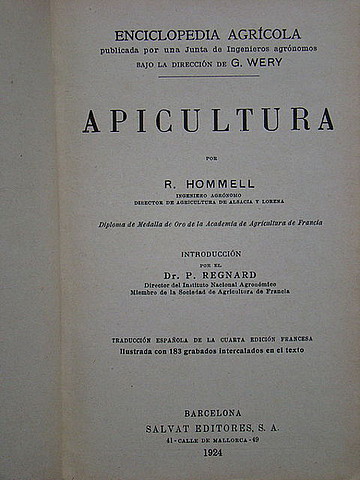 ENCICLOPEDIA AGRÍCOLA
publicada por una Junta de Ingenieros agrónomos
BAJO LA DIRECCIÓN DE G. WERY
APICULTURA
POR
R. HOMMELL
INGENIERO AGRÓNOMO
DIRECTOR DE AGRICULTURA DE ALSACIA Y LORENA
Diploma de Medalla de Oro de la Academia de Agricultura de Francia
INTRODUCCIÓN
POR EL
Dr. P. REGNARD
Director del Instituto Nacional Agronómico
Miembro de la Sociedad de Agricultura de Francia
TRADUCCIÓN ESPAÑOLA DE LA CUARTA EDICIÓN FRANCESA
Ilustrada con 183 grabados intercalados en el texto
BARCELONA
SALVAT EDITORES, S. A.
41-CALLE DE MALLORCA-49
1924